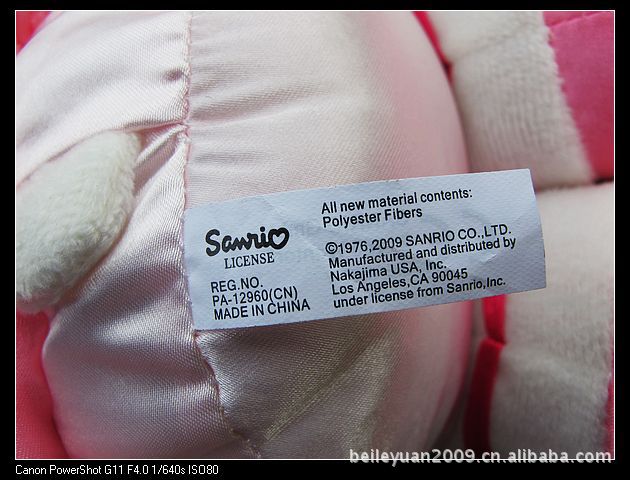 Sanrio
LICENSE
REG.NO.
PA-12960(CN)
MADE IN CHINA
All new material contents:
Polyester Fibers
©1976,2009 SANRIO CO.,LTD.
Manufactured and distributed by
Nakajima USA, Inc.
Los Angeles,CA 90045
under license from Sanrio,Inc.
Canon PowerShot G11 F4.0 1/640s ISO80
beileyuan2009.cn.alibaba.com